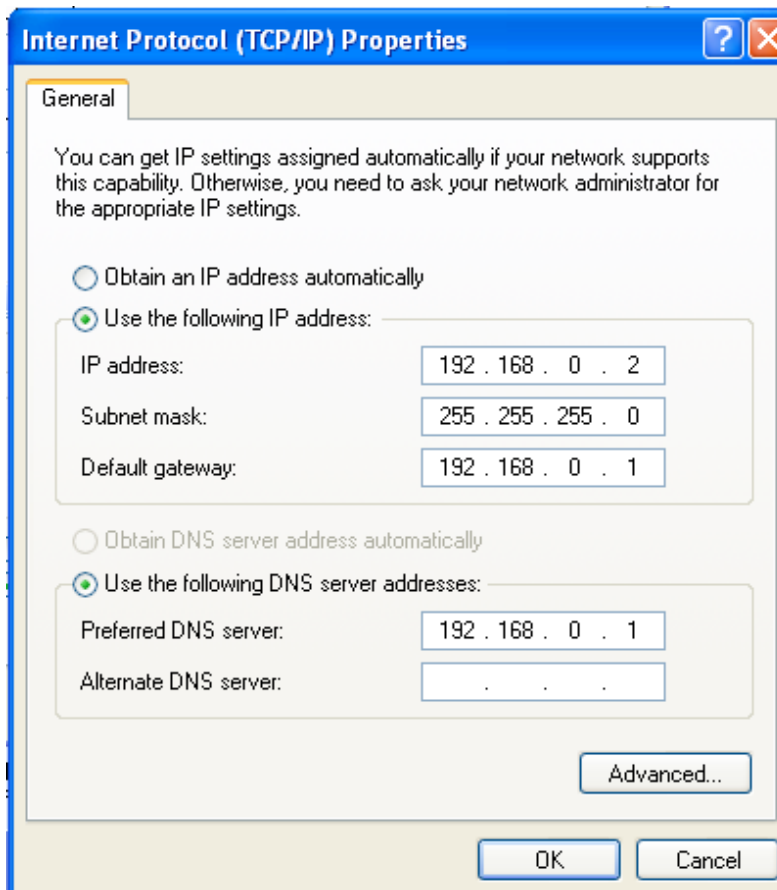 Internet Protocol (TCP/IP) Properties
General
You can get IP settings assigned automatically if your network supports
this capability. Otherwise, you need to ask your network administrator for
the appropriate IP settings.
Obtain an IP address automatically
Use the following IP address:
IP address: 192 . 168 . 0 . 2
Subnet mask: 255 . 255 . 255 . 0
Default gateway: 192 . 168 . 0 . 1
Obtain DNS server address automatically
Use the following DNS server addresses:
Preferred DNS server: 192 . 168 . 0 . 1
Alternate DNS server: . . .
Advanced...
OK Cancel